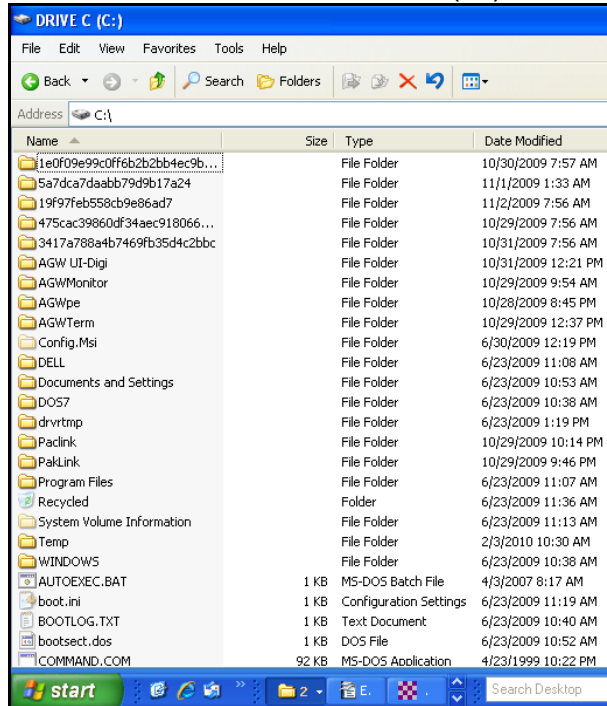 DRIVE C (C:)
File Edit View Favorites Tools Help
Back Search Folders
Address C:\
Name Size Type Date Modified
1e0f09e99c0ff6b2b2bb4ec9b... File Folder 10/30/2009 7:57 AM
5a7dca7daabb79d9b17a24 File Folder 11/1/2009 1:33 AM
19f97feb558cb9e86ad7 File Folder 11/2/2009 7:56 AM
475cac39860df34aec918066... File Folder 10/29/2009 7:56 AM
3417a788a4b7469fb35d4c2bbc File Folder 10/31/2009 7:56 AM
AGW UI-Digi File Folder 10/31/2009 12:21 PM
AGWMonitor File Folder 10/29/2009 9:54 AM
AGWpe File Folder 10/28/2009 8:45 PM
AGWTerm File Folder 10/29/2009 12:37 PM
Config.Msi File Folder 6/30/2009 12:19 PM
DELL File Folder 6/23/2009 11:08 AM
Documents and Settings File Folder 6/23/2009 10:53 AM
DOS7 File Folder 6/23/2009 10:38 AM
drvrtmp File Folder 6/23/2009 1:19 PM
Paclink File Folder 10/29/2009 10:14 PM
PakLink File Folder 10/29/2009 9:46 PM
Program Files File Folder 6/23/2009 11:07 AM
Recycled Folder 6/23/2009 11:36 AM
System Volume Information File Folder 6/23/2009 11:13 AM
Temp File Folder 2/3/2010 10:30 AM
WINDOWS File Folder 6/23/2009 10:38 AM
AUTOEXEC.BAT 1 KB MS-DOS Batch File 4/3/2007 8:17 AM
boot.ini 1 KB Configuration Settings 6/23/2009 11:19 AM
BOOTLOG.TXT 1 KB Text Document 6/23/2009 10:40 AM
bootsect.dos 1 KB DOS File 6/23/2009 10:52 AM
COMMAND.COM 92 KB MS-DOS Application 4/23/1999 10:22 PM
start » 2 E. . Search Desktop